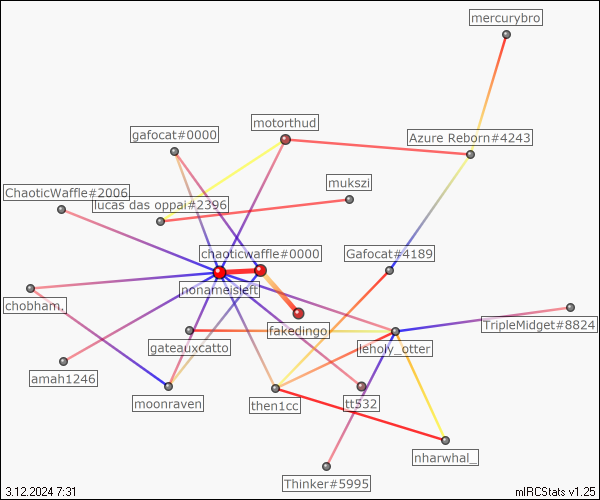 mercurybro
motorthud
gafocat#0000
Azure Reborn#4243
mukszi
ChaoticWaffle#2006
lucas das oppai#2396
chaoticwaffle#0000
Gafocat#4189
nonameisleft
chobham,
fakedingo
TripleMidget#8824
gateauxcatto
leholy_otter
amah1246
moonraven
then1cc
tt532
nharwhal_
Thinker#5995
3.12.2024 7:31
mIRCStats v1.25